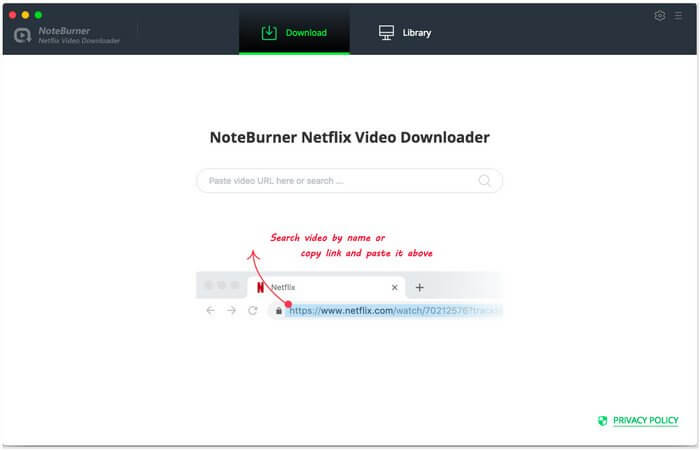 NoteBurner
Netflix Video Downloader
Download
Library
NoteBurner Netflix Video Downloader
Paste video URL here or search ...
Search video by name or
copy link and paste it above
N Netflix
https://www.netflix.com/watch/70212576?track
PRIVACY POLICY